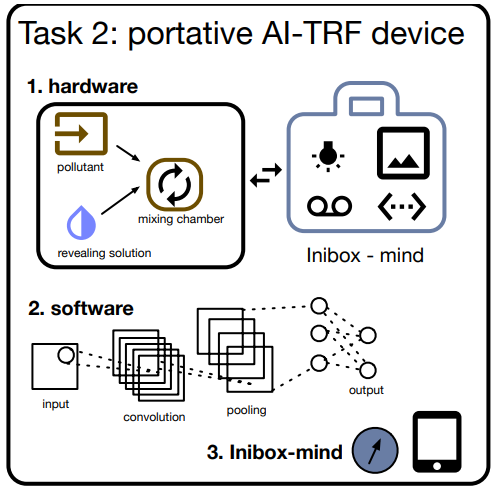 Task 2: portative AI-TRF device
1. hardware
pollutant
mixing chamber
revealing solution
Inibox - mind
2. software
input
convolution
pooling
output
3. Inibox-mind